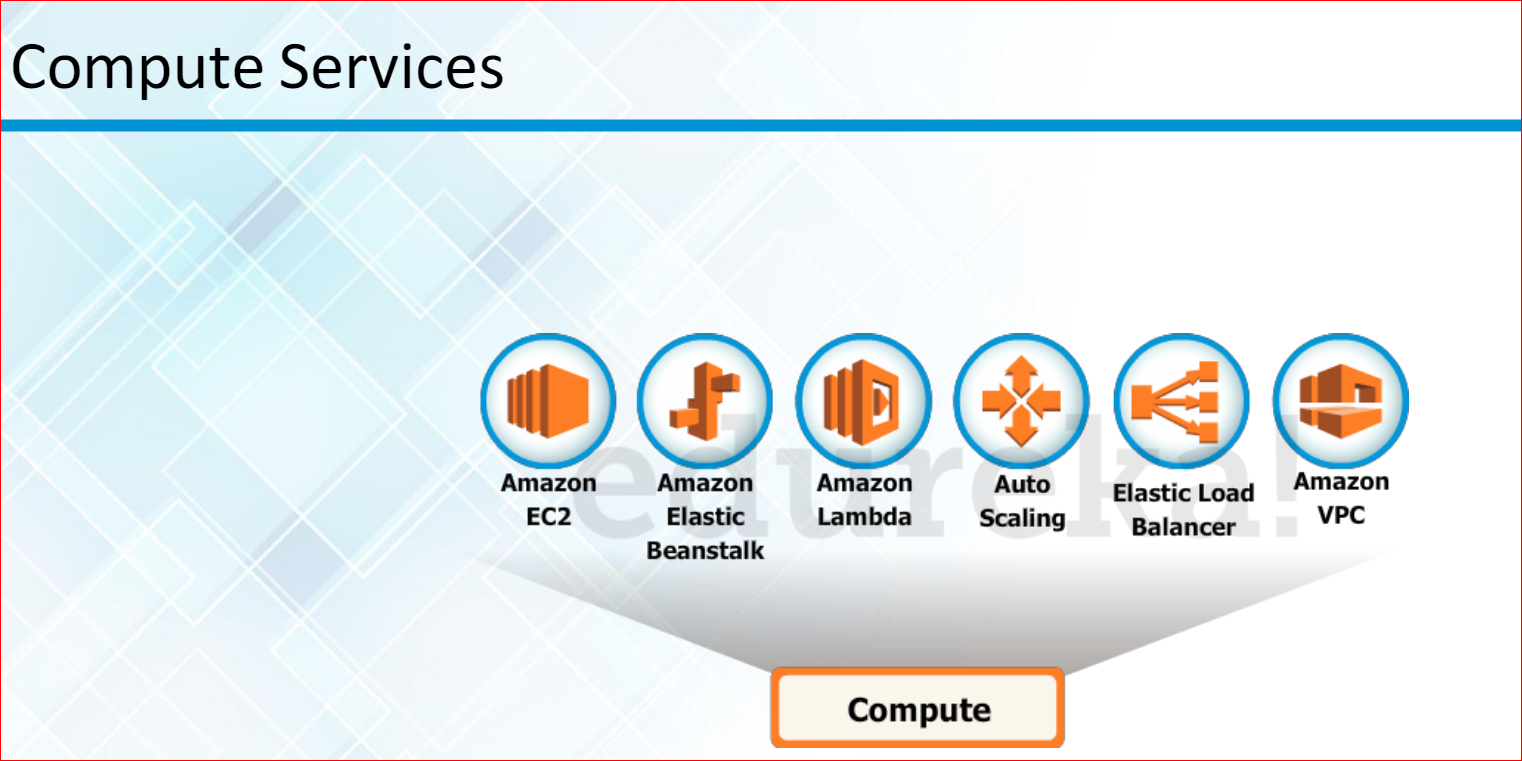 Compute Services
Amazon
EC2
Amazon
Elastic
Beanstalk
Amazon
Lambda
Auto
Scaling
Elastic Load
Balancer
Amazon
VPC
edureka!
Compute